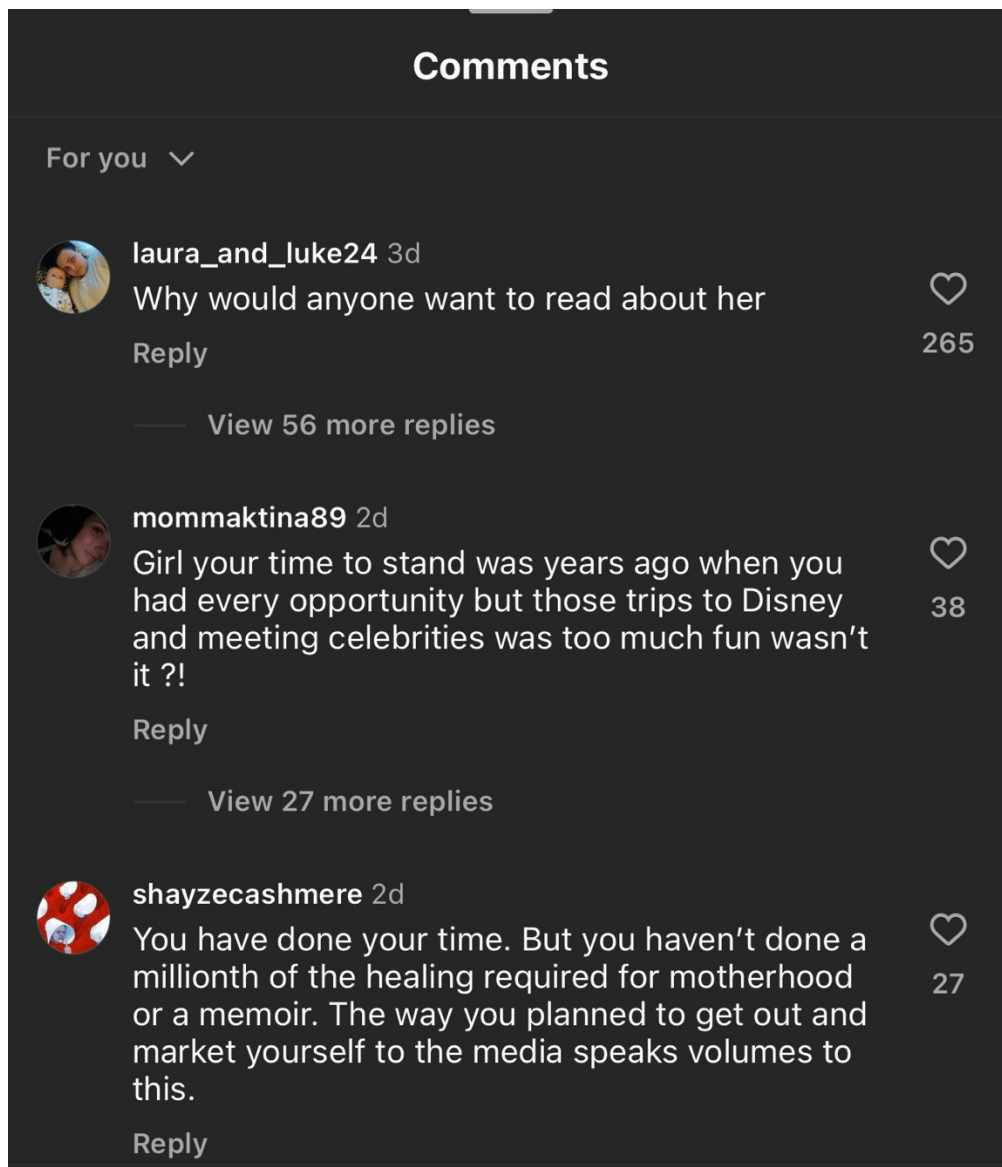 Comments
For you
laura_and_luke24 3d
Why would anyone want to read about her
265
Reply
View 56 more replies
mommaktina89 2d
Girl your time to stand was years ago when you
had every opportunity but those trips to Disney
and meeting celebrities was too much fun wasn't
it ?!
38
Reply
View 27 more replies
shayzecashmere 2d
You have done your time. But you haven't done a
millionth of the healing required for motherhood
or a memoir. The way you planned to get out and
market yourself to the media speaks volumes to
this.
27
Reply